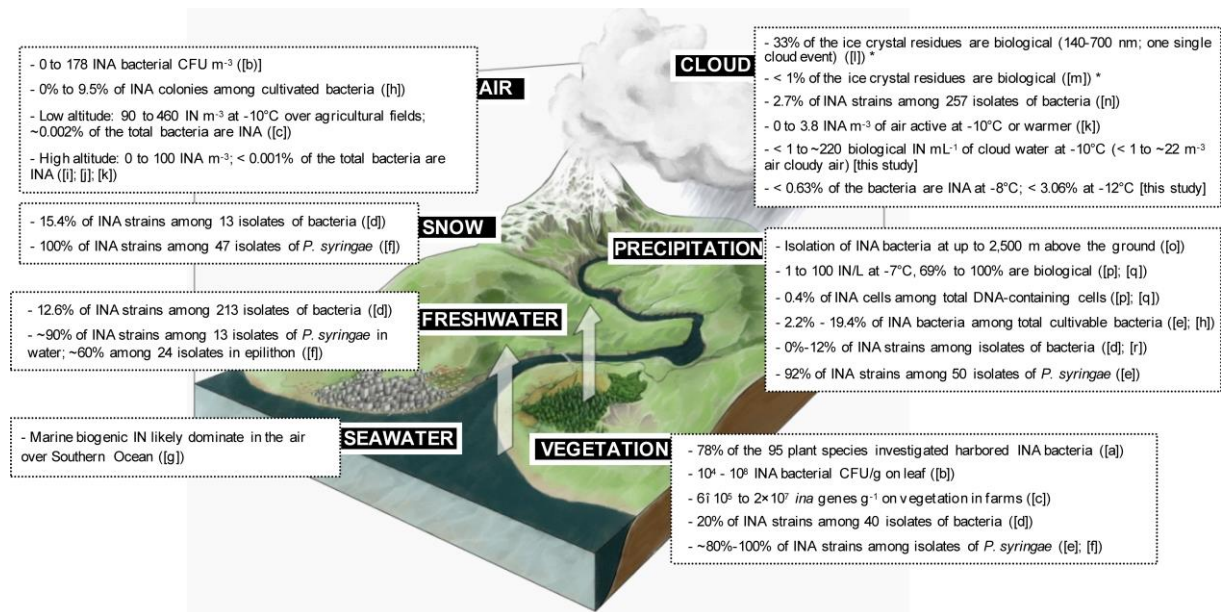 - 0 to 178 INA bacterial CFU m⁻³ ([b)]
- 0% to 9.5% of INA colonies among cultivated bacteria ([h])
- Low altitude: 90 to 460 IN m⁻³ at -10°C over agricultural fields;
~0.002% of the total bacteria are INA ([c])
- High altitude: 0 to 100 INA m⁻³; < 0.001% of the total bacteria are
INA ([i]; [j]; [k])
AIR
CLOUD
- 33% of the ice crystal residues are biological (140-700 nm; one single
cloud event) ([l]) *
- < 1% of the ice crystal residues are biological ([m]) *
- 2.7% of INA strains among 257 isolates of bacteria ([n])
- 0 to 3.8 INA m⁻³ of air active at -10°C or warmer ([k])
- < 1 to ~220 biological IN mL⁻¹ of cloud water at -10°C (< 1 to ~22 m⁻³
air cloudy air) [this study]
- < 0.63% of the bacteria are INA at -8°C; < 3.06% at -12°C [this study]
- 15.4% of INA strains among 13 isolates of bacteria ([d])
- 100% of INA strains among 47 isolates of P. syringae ([f])
SNOW
PRECIPITATION
- Isolation of INA bacteria at up to 2,500 m above the ground ([o])
- 1 to 100 IN/L at -7°C, 69% to 100% are biological ([p]; [q])
- 0.4% of INA cells among total DNA-containing cells ([p]; [q])
- 2.2% - 19.4% of INA bacteria among total cultivable bacteria ([e]; [h])
- 0%-12% of INA strains among isolates of bacteria ([d]; [r])
- 92% of INA strains among 50 isolates of P. syringae ([e])
- 12.6% of INA strains among 213 isolates of bacteria ([d])
- ~90% of INA strains among 13 isolates of P. syringae in
water; ~60% among 24 isolates in epilithon ([f])
FRESHWATER
- Marine biogenic IN likely dominate in the air
over Southern Ocean ([g])
SEAWATER
VEGETATION
- 78% of the 95 plant species investigated harbored INA bacteria ([a])
- 10⁴ - 10⁸ INA bacterial CFU/g on leaf ([b])
- 6î 10⁵ to 2×10⁷ ina genes g⁻¹ on vegetation in farms ([c])
- 20% of INA strains among 40 isolates of bacteria ([d])
- ~80%-100% of INA strains among isolates of P. syringae ([e]; [f])